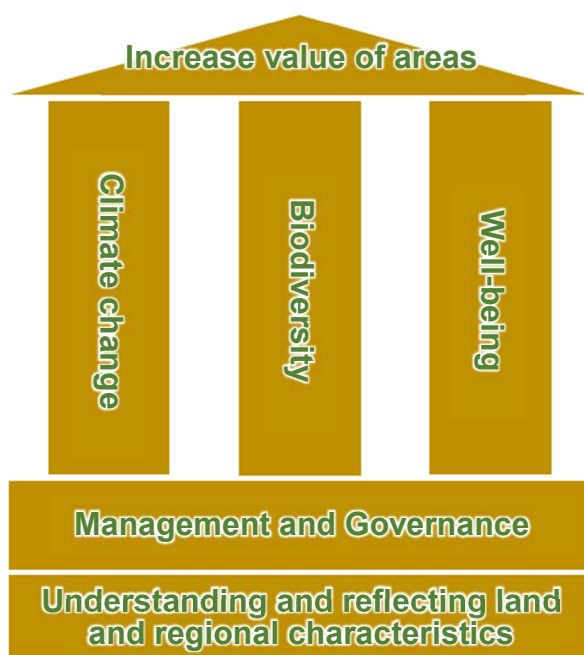 Increase value of areas
Climate change
Biodiversity
Well-being
Management and Governance
Understanding and reflecting land
and regional characteristics